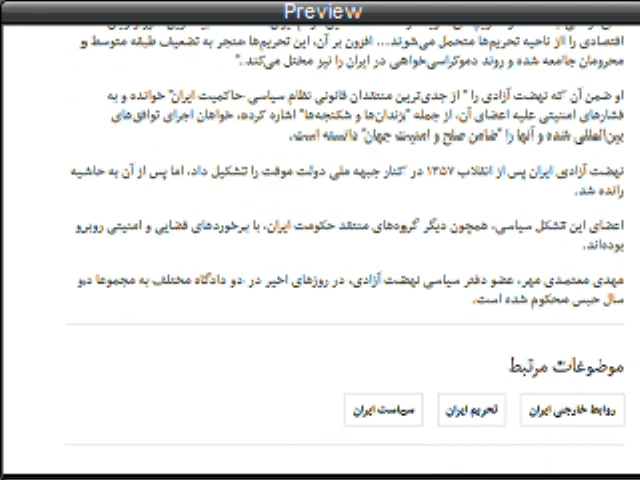 Preview
اقتصادی را از ناحیه تحریم‌ها متحمل می‌شوند... افزون بر آن، این تحریم‌ها منجر به تضعیف طبقه متوسط و
محرومان جامعه شده و روند دموکراسی‌خواهی در ایران را نیز مختل می‌کند."
او ضمن آن که نهضت آزادی را " از جدی‌ترین منتقدان قانونی نظام سیاسی حاکمیت ایران" خوانده و به
فشارهای امنیتی علیه اعضای آن، از جمله "زندان‌ها و شکنجه‌ها" اشاره کرده، خواهان اجرای توافق‌های
بین‌المللی شده و آنها را "ضامن صلح و امنیت جهان" دانسته است.
نهضت آزادی ایران پس از انقلاب ۱۳۵۷ در کنار جبهه ملی دولت موقت را تشکیل داد، اما پس از آن به حاشیه
رانده شد.
اعضای این تشکل سیاسی، همچون دیگر گروه‌های منتقد حکومت ایران، با برخوردهای قضایی و امنیتی روبرو
بوده‌اند.
مهدی معتمدی مهر، عضو دفتر سیاسی نهضت آزادی، در روزهای اخیر در دو دادگاه مختلف به مجموعا دو
سال حبس محکوم شده است.
موضوعات مرتبط
روابط خارجی ایران
تحریم ایران
سیاست ایران